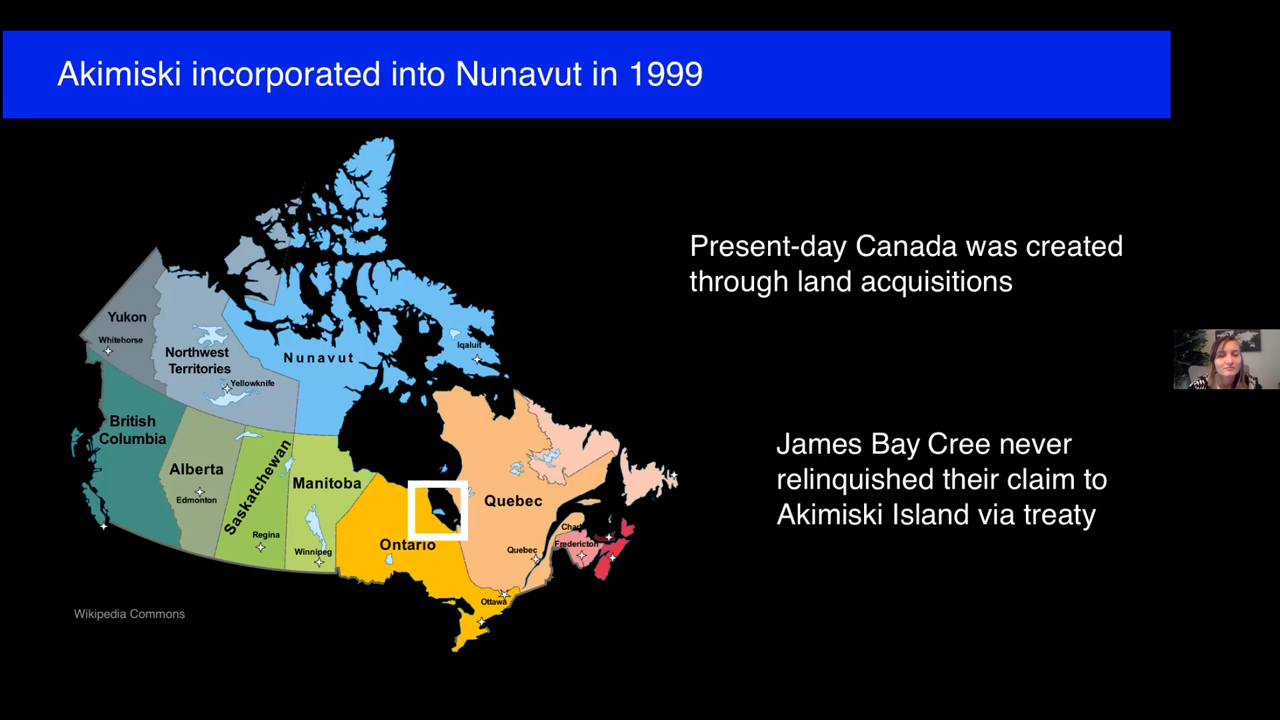 Akimiski incorporated into Nunavut in 1999
Present-day Canada was created
through land acquisitions
James Bay Cree never
relinquished their claim to
Akimiski Island via treaty
Yukon
Whitehorse
Northwest
Territories
Yellowknife
Nunavut
Iqaluit
British
Columbia
Alberta
Edmonton
Saskatchewan
Regina
Manitoba
Winnipeg
Ontario
Ottawa
Quebec
Quebec
Fredericton
Wikipedia Commons